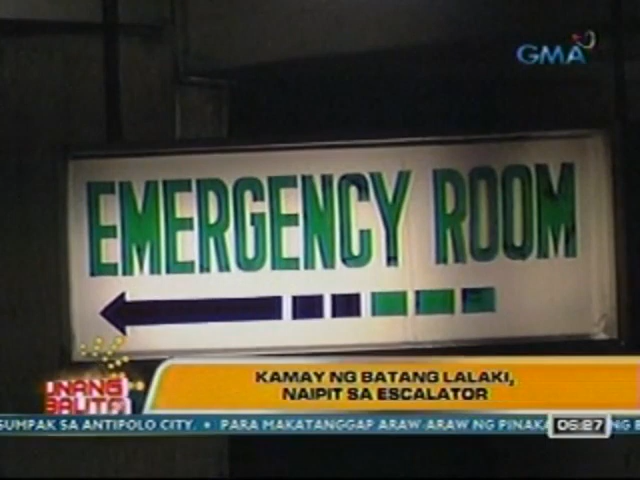 GMA
EMERGENCY ROOM
KAMAY NG BATANG LALAKI,
NAIPIT SA ESCALATOR
UNANG
BALITA
SUMPAK SA ANTIPOLO CITY. • PARA MAKATANGGAP ARAW-ARAW NG PINAKA
06:27